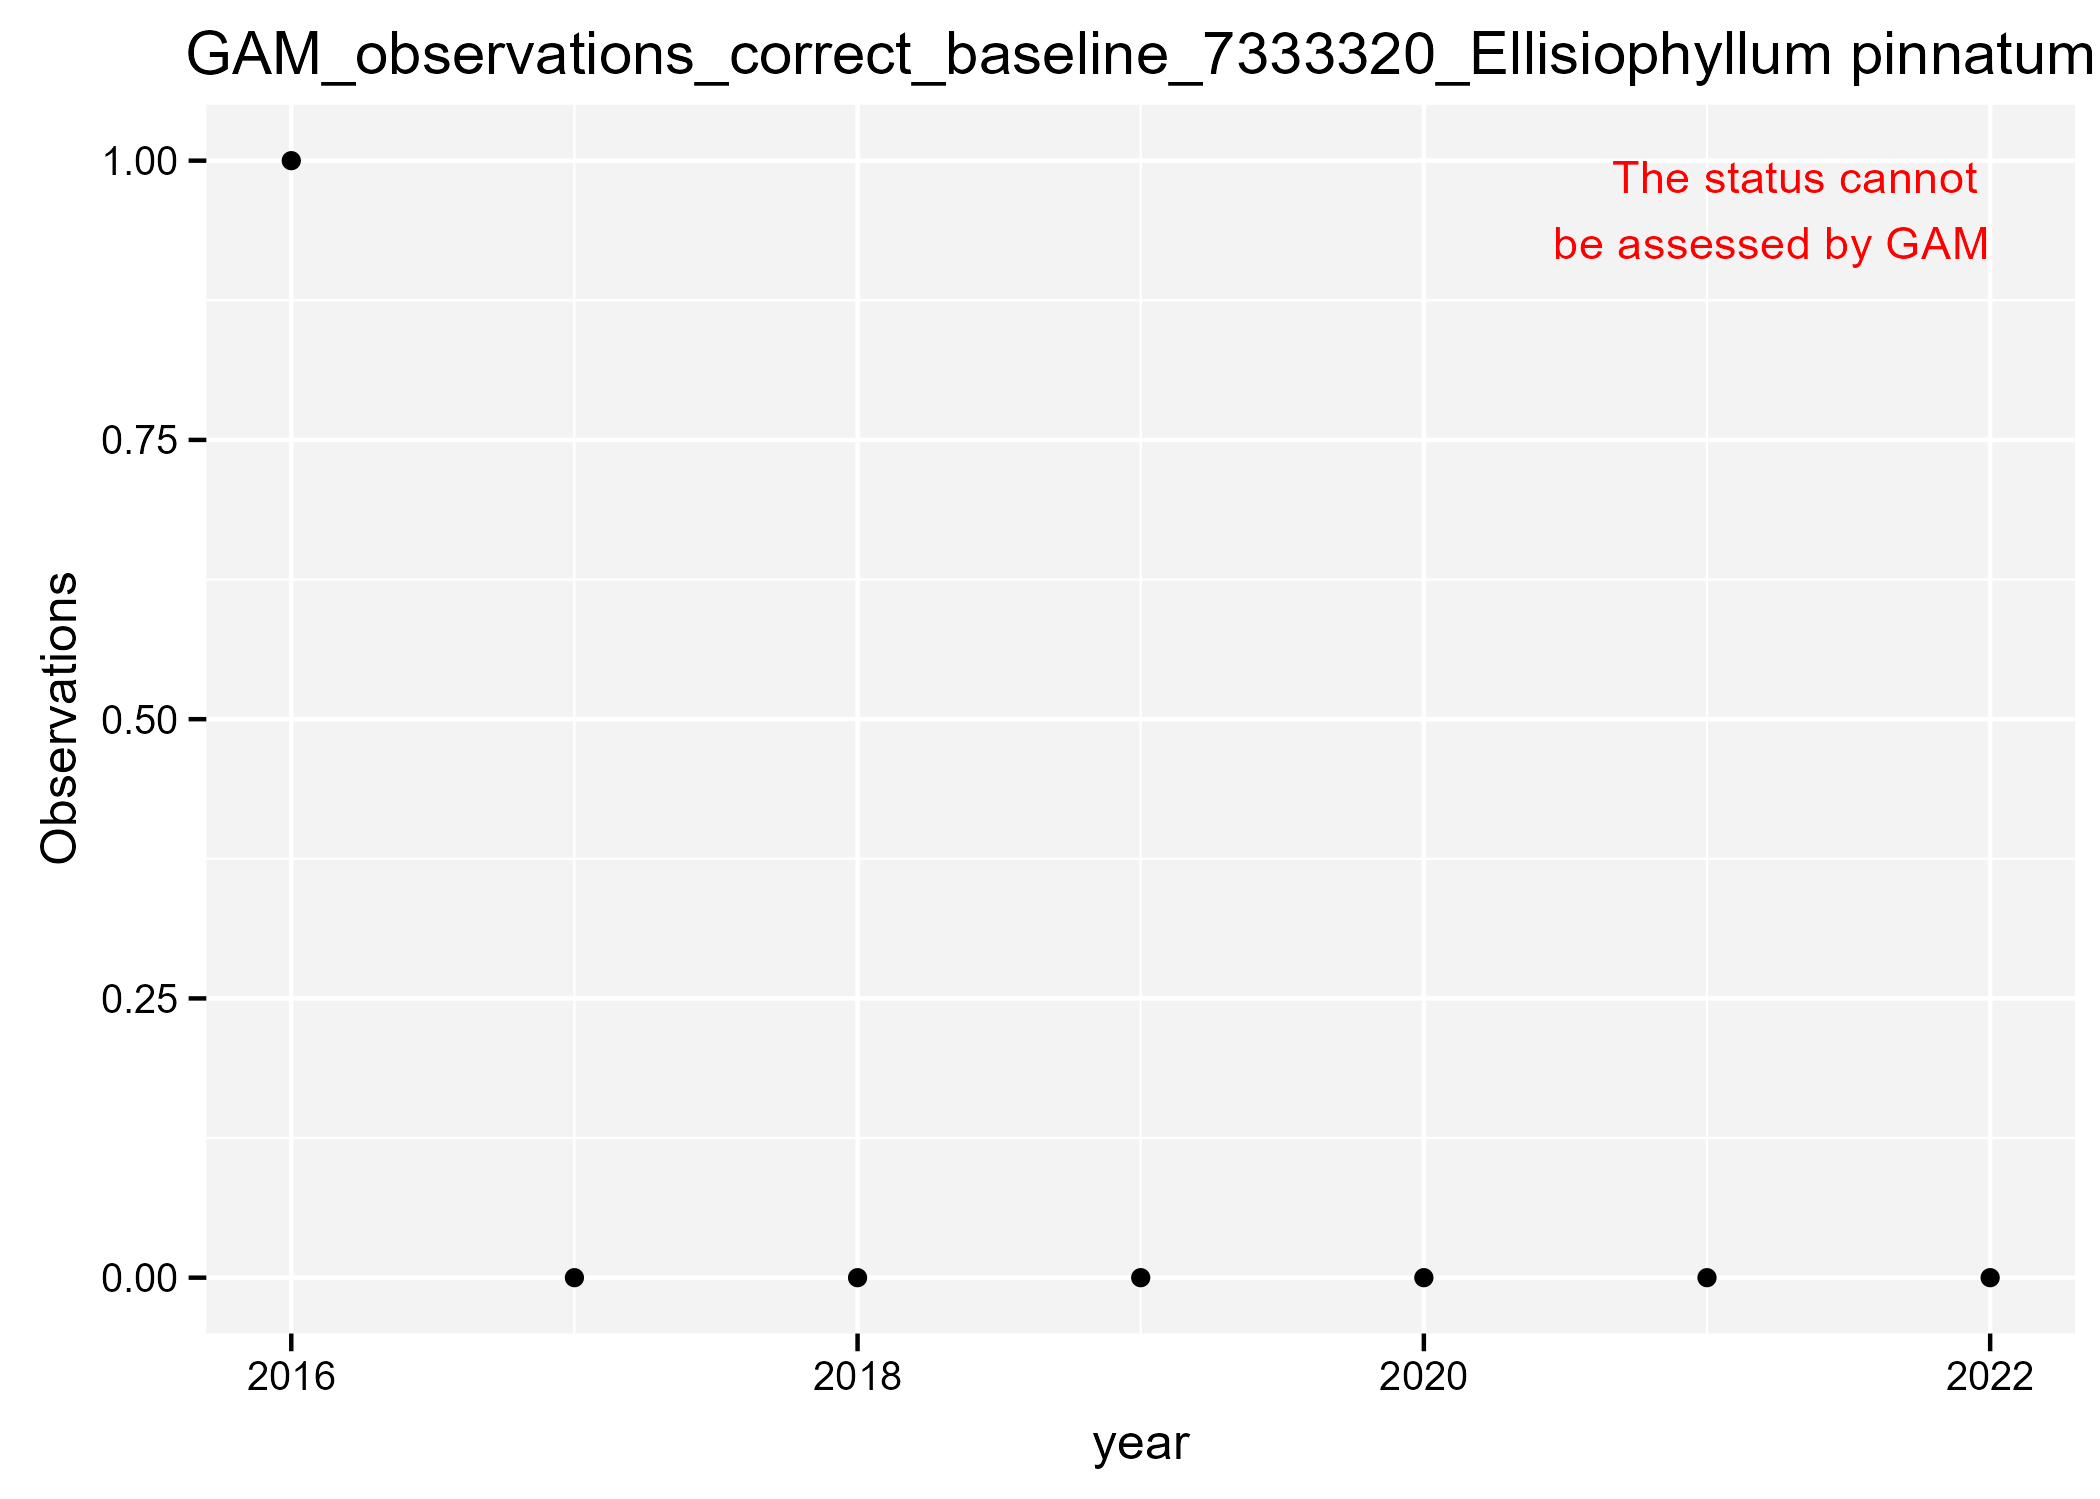 GAM_observations_correct_baseline_7333320_Ellisiophyllum pinnatum
The status cannot
be assessed by GAM
1.00
0.75
0.50
0.25
0.00
Observations
2016 2018 2020 2022
year